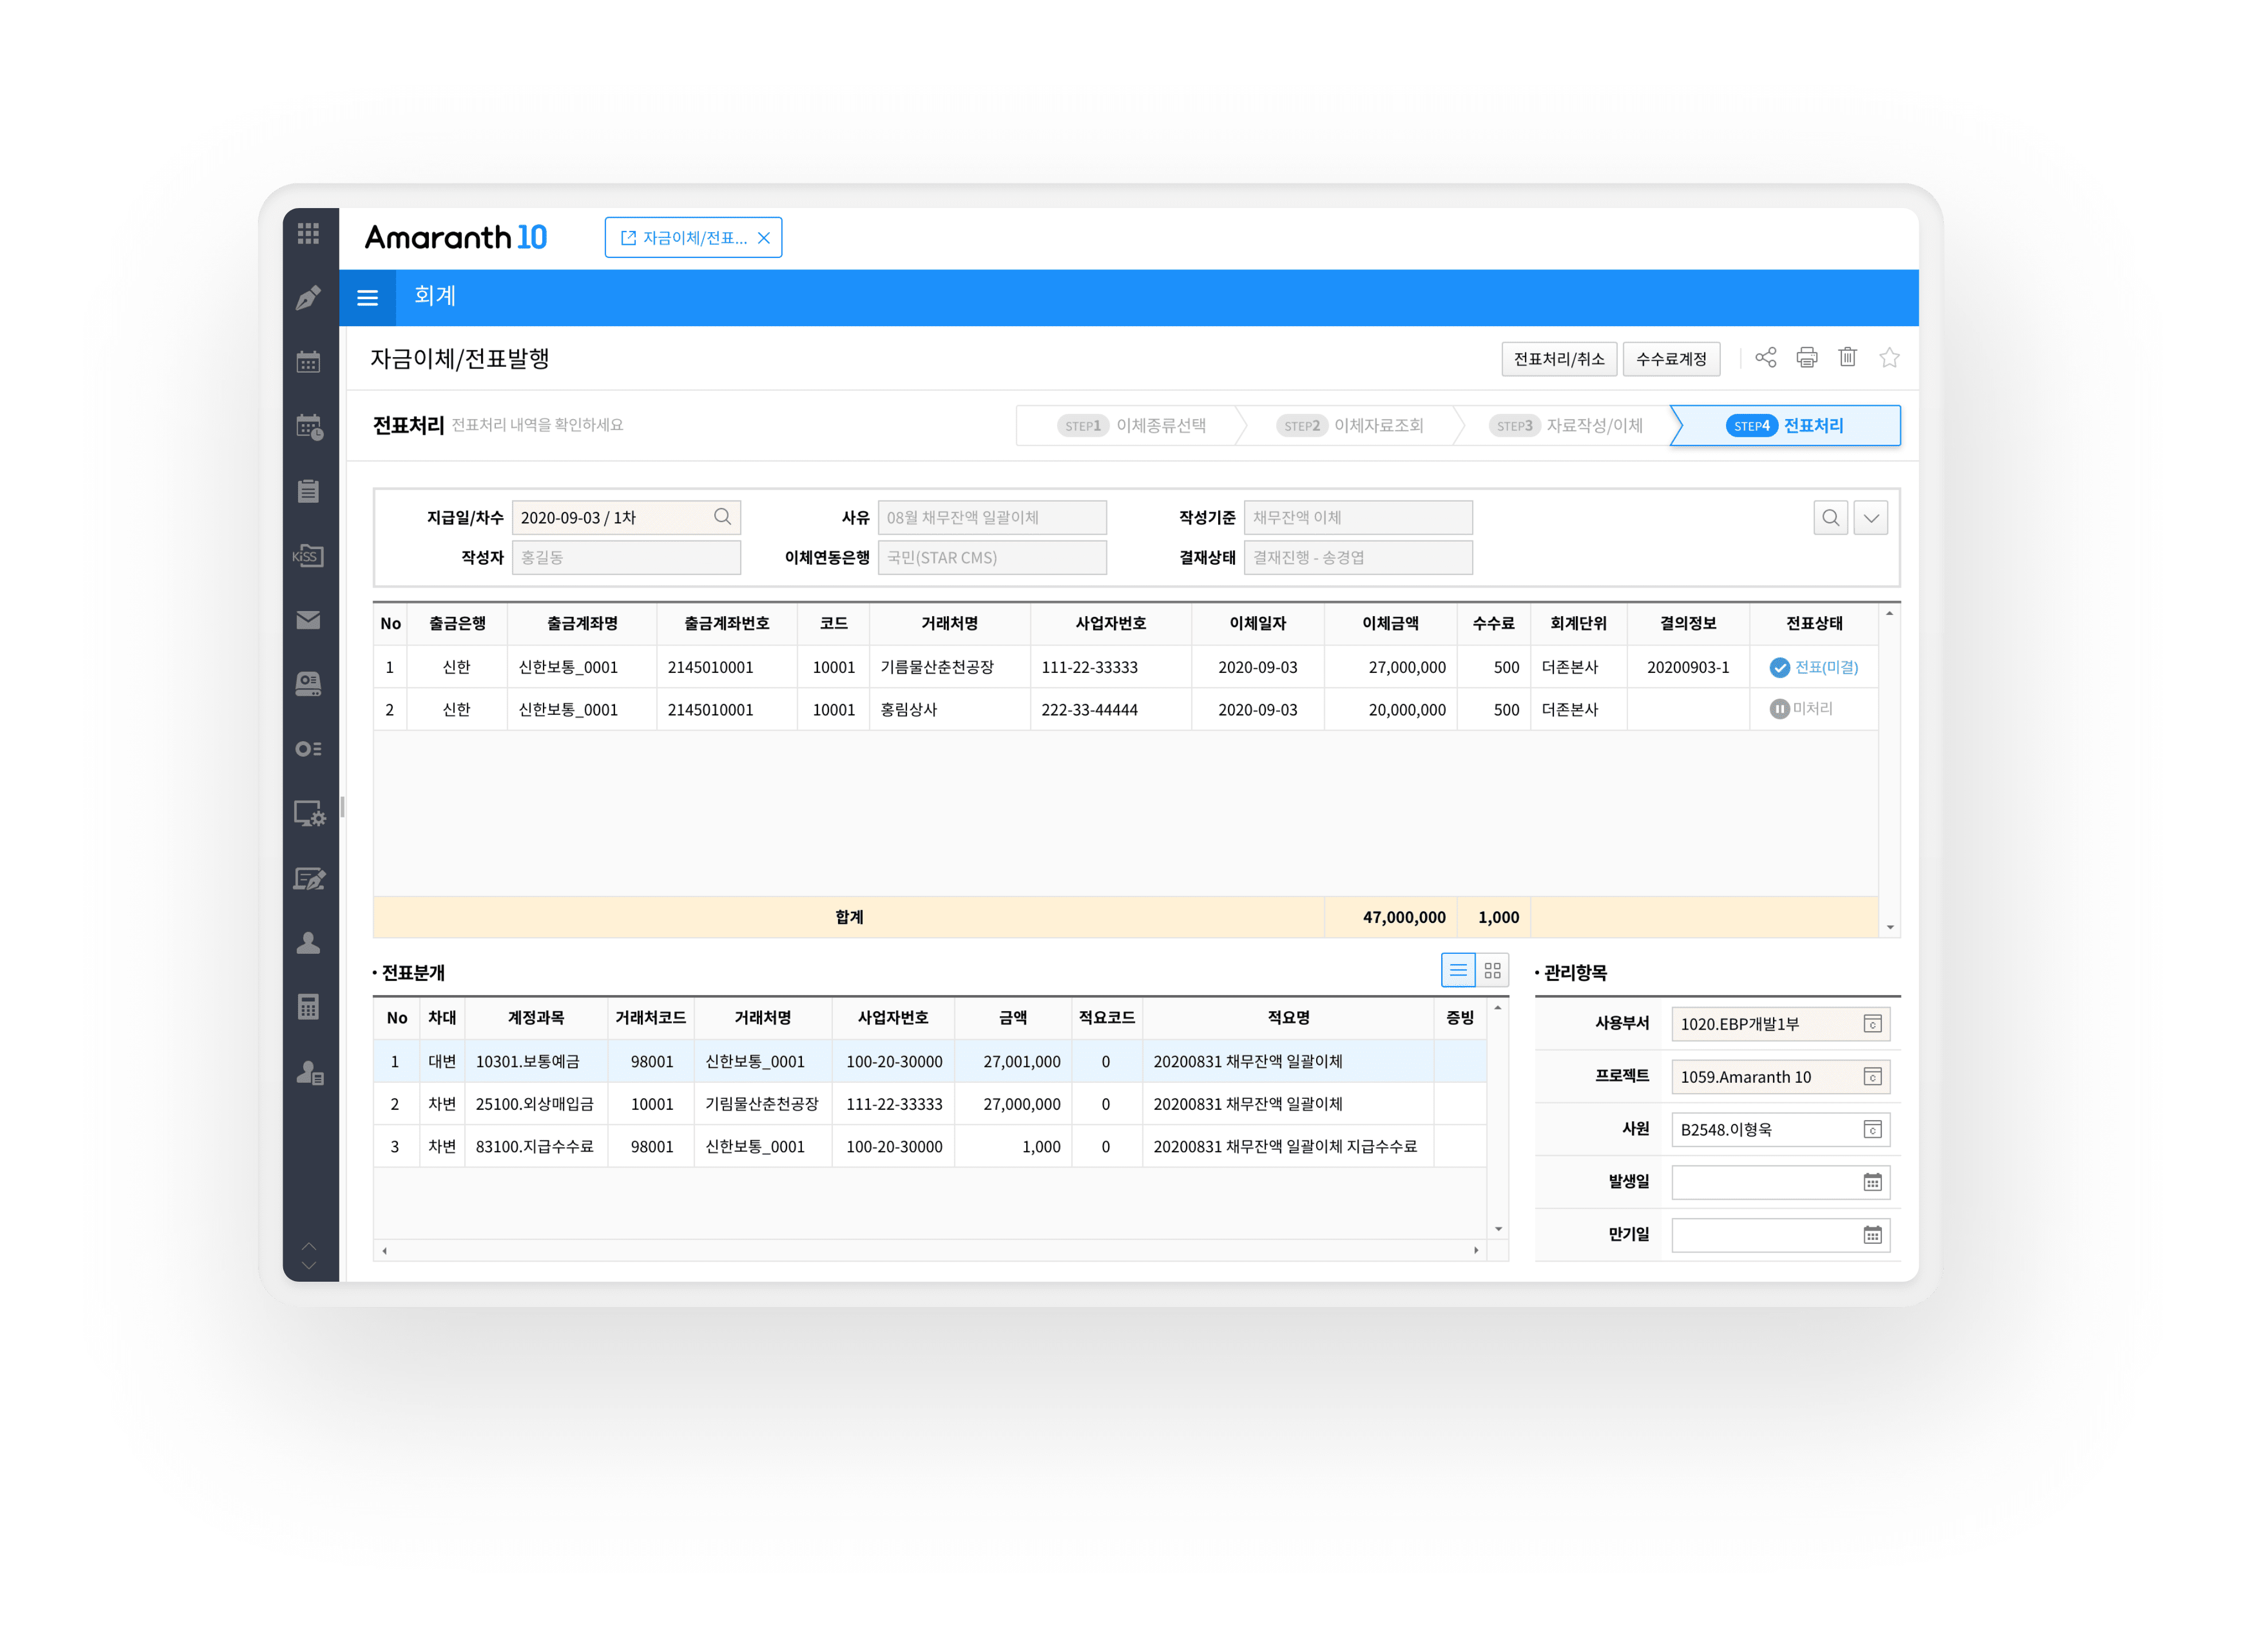 Amaranth 10 자금이체/전표...
회계
자금이체/전표발행 전표처리/취소 수수료계정
전표처리 전표처리 내역을 확인하세요 STEP1 이체종류선택 STEP2 이체자료조회 STEP3 자료작성/이체 STEP4 전표처리
KISS
지급일/차수 2020-09-03 / 1차 사유 08월 채무잔액 일괄이체 작성기준 채무잔액 이체
작성자 홍길동 이체연동은행 국민(STAR CMS) 결재상태 결재진행 - 송경엽
No 출금은행 출금계좌명 출금계좌번호 코드 거래처명 사업자번호 이체일자 이체금액 수수료 회계단위 결의정보 전표상태
1 신한 신한보통_0001 2145010001 10001 기름물산춘천공장 111-22-33333 2020-09-03 27,000,000 500 더존본사 20200903-1 전표(미결)
2 신한 신한보통_0001 2145010001 10001 홍림상사 222-33-44444 2020-09-03 20,000,000 500 더존본사 미처리
합계 47,000,000 1,000
· 전표분개
No 차대 계정과목 거래처코드 거래처명 사업자번호 금액 적요코드 적요명 증빙
1 대변 10301.보통예금 98001 신한보통_0001 100-20-30000 27,001,000 0 20200831 채무잔액 일괄이체
2 차변 25100.외상매입금 10001 기림물산춘천공장 111-22-33333 27,000,000 0 20200831 채무잔액 일괄이체
3 차변 83100.지급수수료 98001 신한보통_0001 100-20-30000 1,000 0 20200831 채무잔액 일괄이체 지급수수료
· 관리항목
사용부서 1020.EBP개발1부
프로젝트 1059.Amaranth 10
사원 B2548.이형욱
발생일
만기일